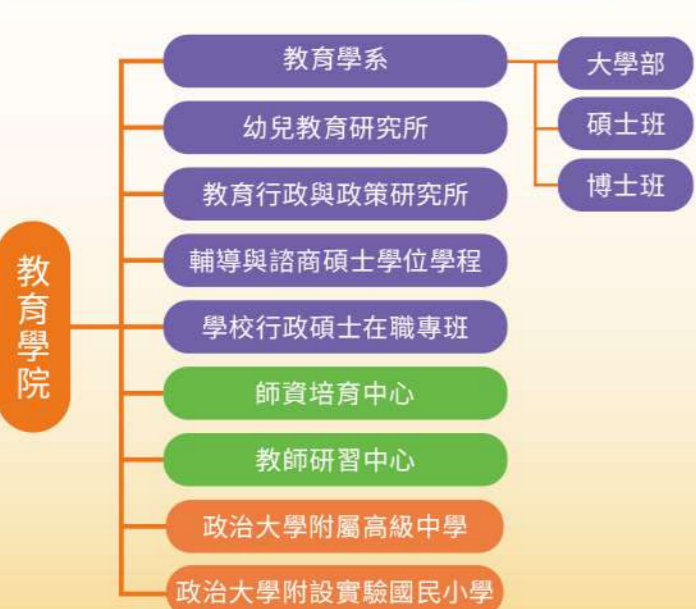 教育學院
教育學系
大學部
碩士班
博士班
幼兒教育研究所
教育行政與政策研究所
輔導與諮商碩士學位學程
學校行政碩士在職專班
師資培育中心
教師研習中心
政治大學附屬高級中學
政治大學附設實驗國民小學